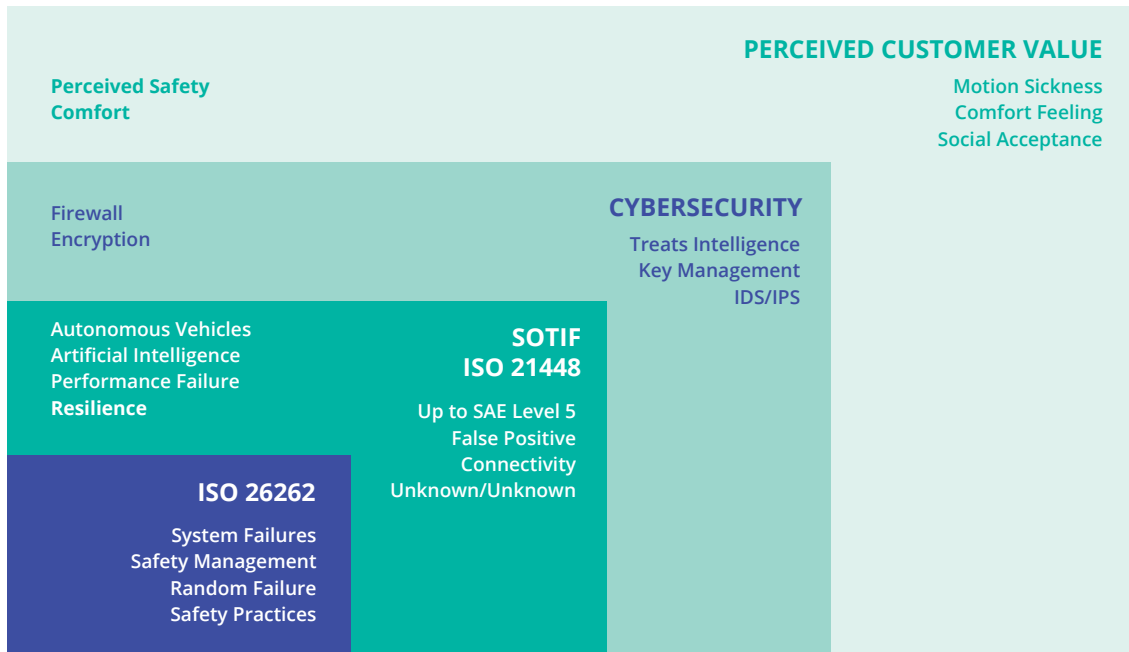 PERCEIVED CUSTOMER VALUE
Perceived Safety
Comfort
Motion Sickness
Comfort Feeling
Social Acceptance
Firewall
Encryption
CYBERSECURITY
Treats Intelligence
Key Management
IDS/IPS
Autonomous Vehicles
Artificial Intelligence
Performance Failure
Resilience
SOTIF
ISO 21448
Up to SAE Level 5
False Positive
Connectivity
Unknown/Unknown
ISO 26262
System Failures
Safety Management
Random Failure
Safety Practices